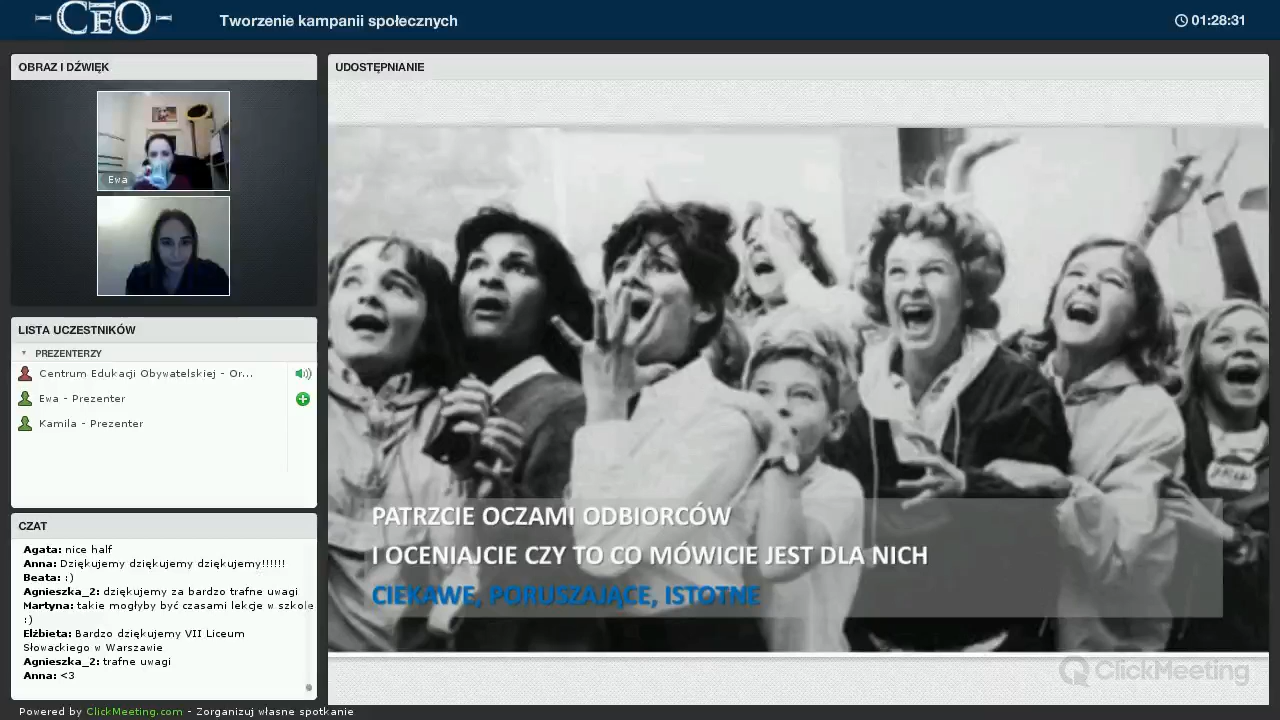 CEO
Tworzenie kampanii społecznych
01:28:31
OBRAZ I DŹWIĘK
Ewa
LISTA UCZESTNIKÓW
PREZENTERZY
Centrum Edukacji Obywatelskiej - Or...
Ewa - Prezenter
Kamila - Prezenter
CZAT
Agata: nice half
Anna: Dziękujemy dziękujemy dziękujemy!!!!!!
Beata: :)
Agnieszka_2: dziękujemy za bardzo trafne uwagi
Martyna: takie mogłyby być czasami lekcje w szkole
:)
Elżbieta: Bardzo dziękujemy VII Liceum
Słowackiego w Warszawie
Agnieszka_2: trafne uwagi
Anna: <3
UDOSTĘPNIANIE
PATRZCIE OCZAMI ODBIORCÓW
I OCENIAJCIE CZY TO CO MÓWICIE JEST DLA NICH
CIEKAWE, PORUSZAJĄCE, ISTOTNE
ClickMeeting
Powered by ClickMeeting.com - Zorganizuj własne spotkanie